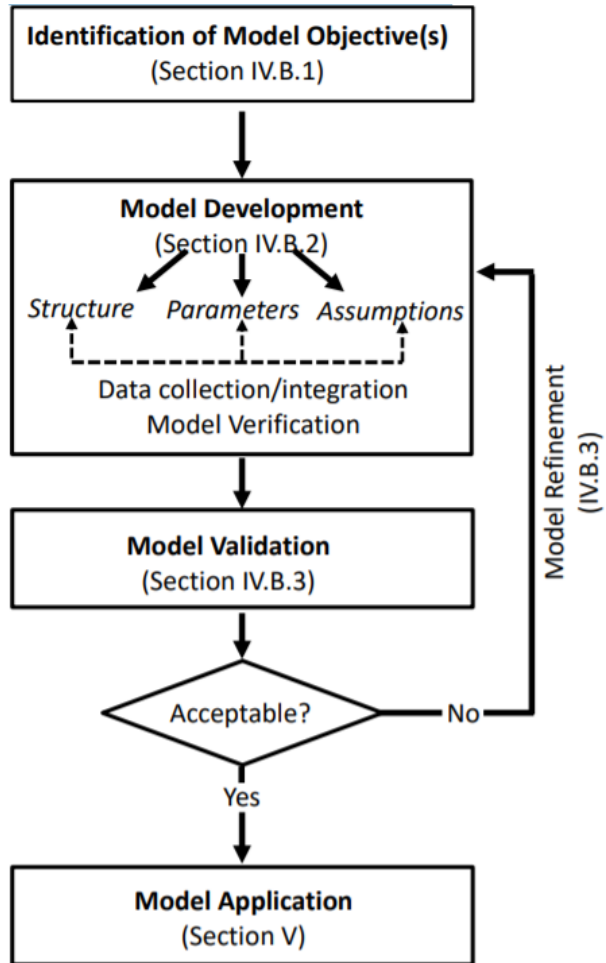 Identification of Model Objective(s)
(Section IV.B.1)
Model Development
(Section IV.B.2)
Structure Parameters Assumptions
Data collection/integration
Model Verification
Model Refinement
(IV.B.3)
Model Validation
(Section IV.B.3)
Acceptable?
No
Yes
Model Application
(Section V)